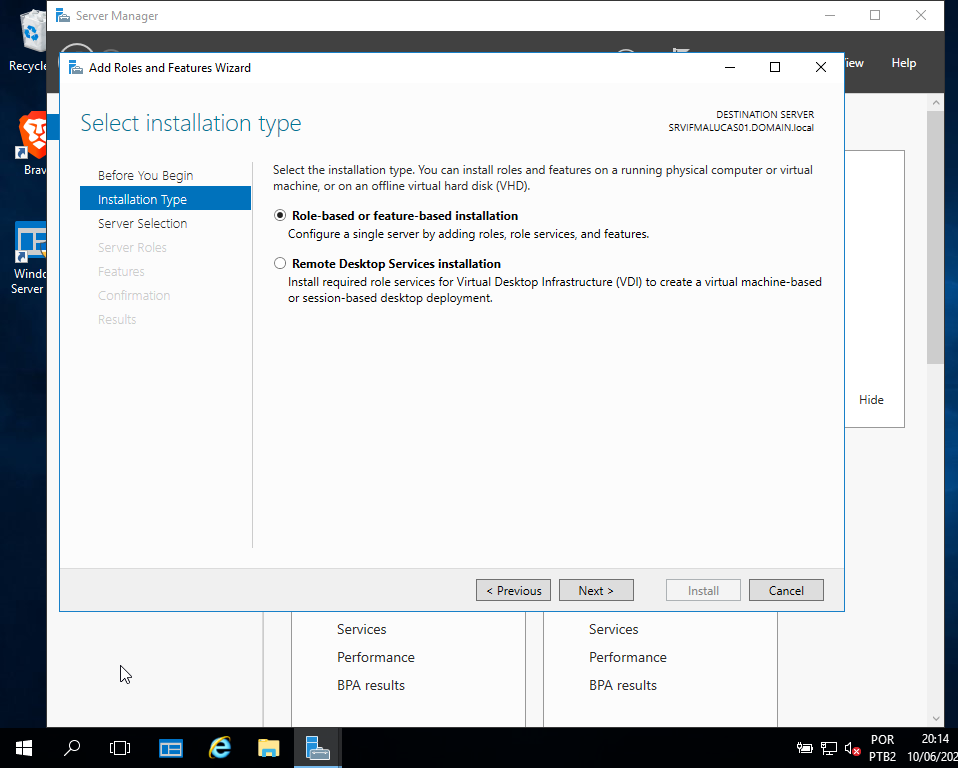 Server Manager
Recycle
Add Roles and Features Wizard
View
Help
Select installation type
DESTINATION SERVER
SRVIFMALUCAS01.DOMAIN.local
Brav
Before You Begin
Installation Type
Server Selection
Server Roles
Features
Confirmation
Results
Select the installation type. You can install roles and features on a running physical computer or virtual
machine, or on an offline virtual hard disk (VHD).
Role-based or feature-based installation
Configure a single server by adding roles, role services, and features.
Remote Desktop Services installation
Install required role services for Virtual Desktop Infrastructure (VDI) to create a virtual machine-based
or session-based desktop deployment.
Windo
Server
Hide
< Previous
Next >
Install
Cancel
Services
Performance
BPA results
Services
Performance
BPA results
POR
PTB2
20:14
10/06/202